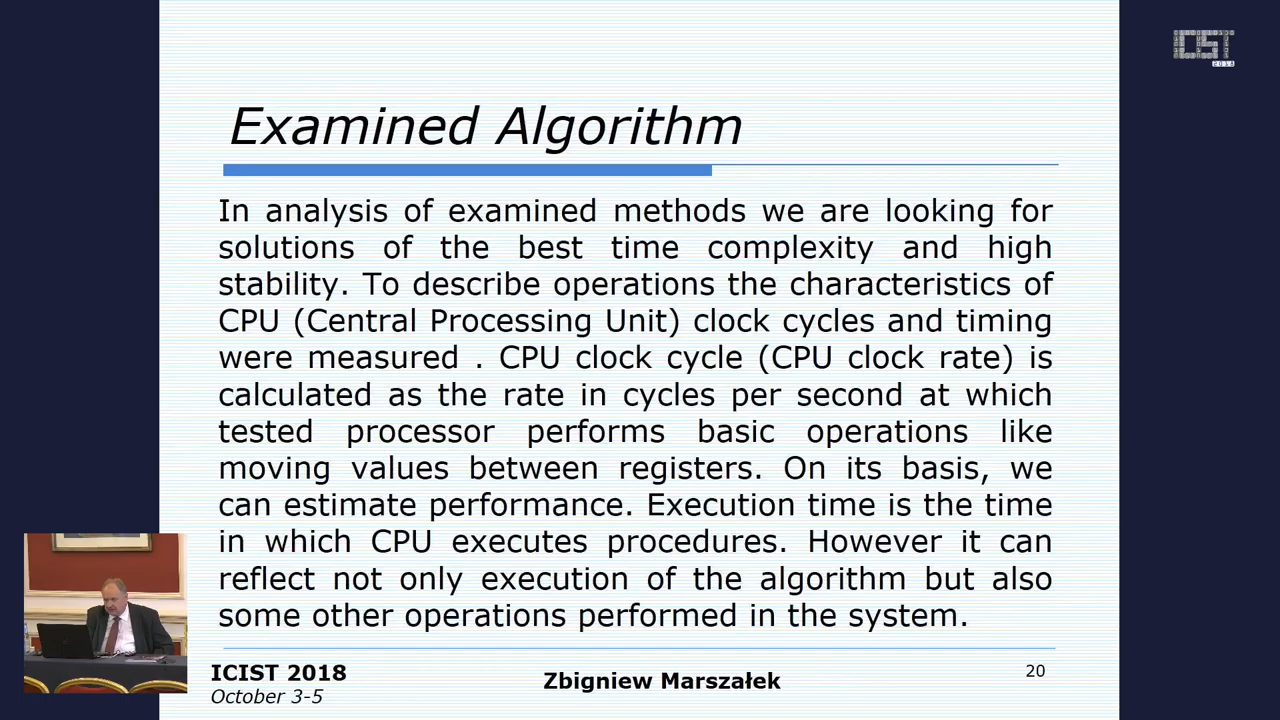 ICIST
2018
Examined Algorithm
In analysis of examined methods we are looking for
solutions of the best time complexity and high
stability. To describe operations the characteristics of
CPU (Central Processing Unit) clock cycles and timing
were measured . CPU clock cycle (CPU clock rate) is
calculated as the rate in cycles per second at which
tested processor performs basic operations like
moving values between registers. On its basis, we
can estimate performance. Execution time is the time
in which CPU executes procedures. However it can
reflect not only execution of the algorithm but also
some other operations performed in the system.
ICIST 2018
October 3-5
Zbigniew Marszałek
20